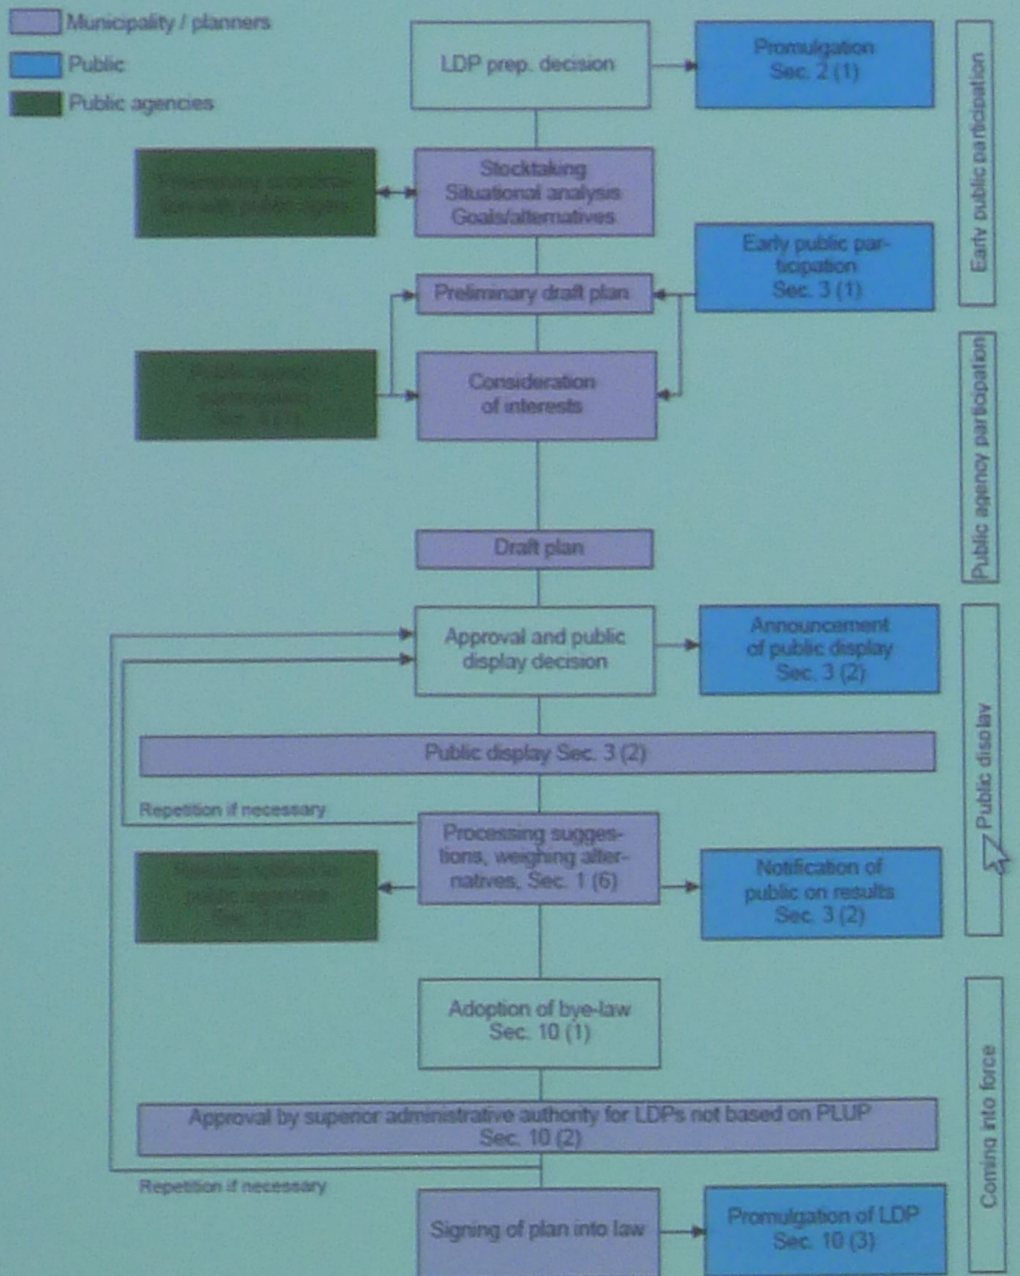 Municipality / planners
Public
Public agencies
LDP prep. decision
Promulgation
Sec. 2 (1)
Early public participation
Stocktaking
Situational analysis
Goals/alternatives
Early public par-
ticipation
Sec. 3 (1)
Preliminary draft plan
Consideration
of interests
Public agency participation
Draft plan
Approval and public
display decision
Announcement
of public display
Sec. 3 (2)
Public display Sec. 3 (2)
Public display
Repetition if necessary
Processing sugges-
tions, weighing alter-
natives, Sec. 1 (6)
public agencies
Notification of
public on results
Sec. 3 (2)
Adoption of bye-law
Sec. 10 (1)
Approval by superior administrative authority for LDPs not based on PLUP
Sec. 10 (2)
Coming into force
Repetition if necessary
Signing of plan into law
Promulgation of LDP
Sec. 10 (3)